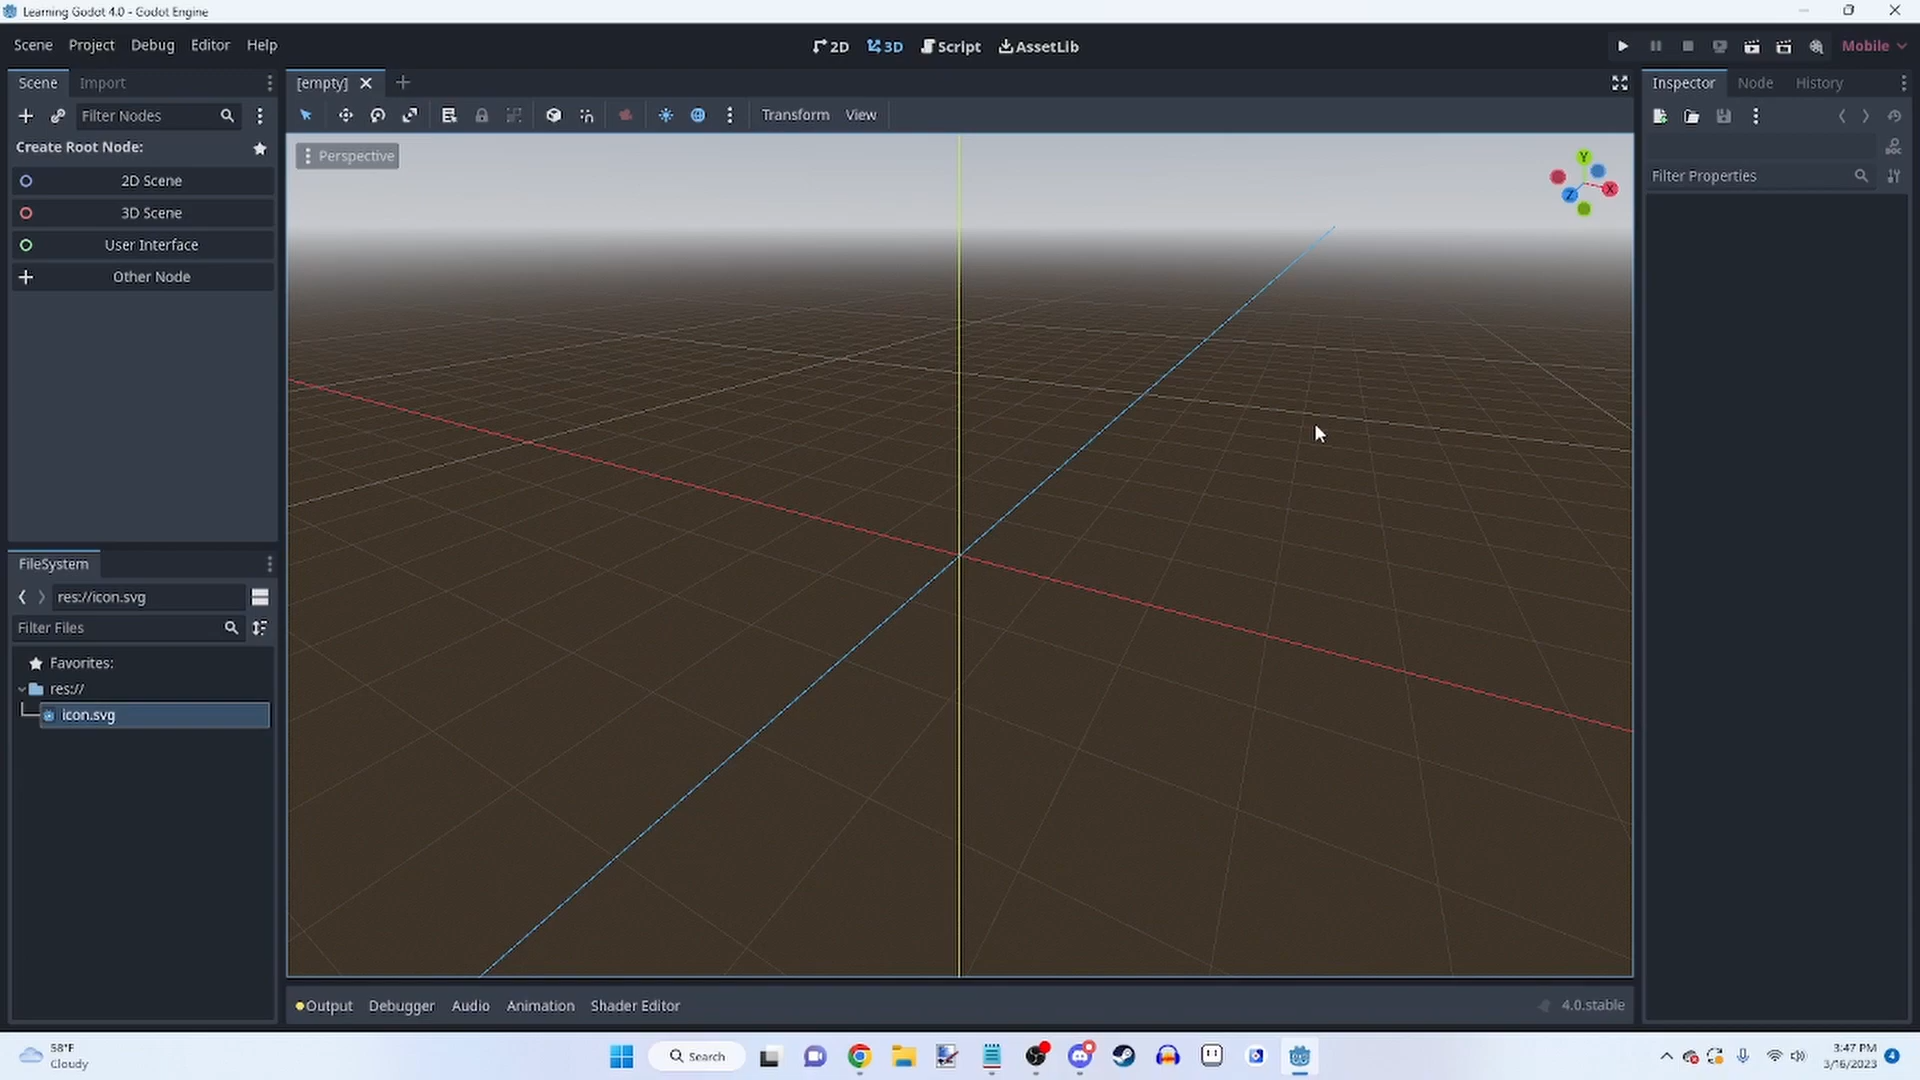 Learning Godot 4.0 - Godot Engine
Scene Project Debug Editor Help
2D 3D Script AssetLib
Mobile
Scene Import
[empty]
Inspector Node History
Filter Nodes
Transform View
Create Root Node:
2D Scene
3D Scene
User Interface
Other Node
Perspective
Y
X
Z
DOC
Filter Properties
FileSystem
res://icon.svg
Filter Files
Favorites:
res://
icon.svg
Output Debugger Audio Animation Shader Editor
4.0.stable
58°F
Cloudy
Search
3:47 PM
3/16/2023
4